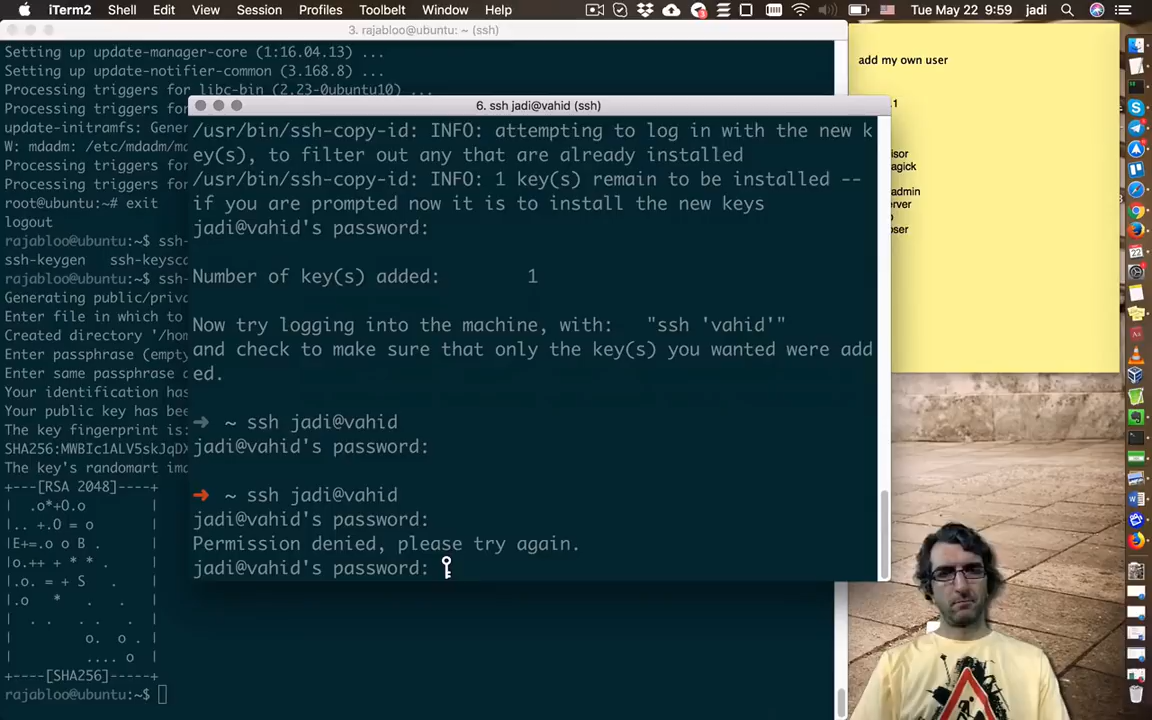 iTerm2 Shell Edit View Session Profiles Toolbelt Window Help Tue May 22 9:59 jadi
3. rajabloo@ubuntu: ~ (ssh)
Setting up update-manager-core (1:16.04.13) ...
Setting up update-notifier-common (3.168.8) ...
Processing triggers for libc-bin (2.23-0ubuntu10) ...
Processing
Processing
update-initramfs: Gener
W: mdadm: /etc/mdadm/m
Processing
Processing
root@ubuntu:~# exit
logout
rajabloo@ubuntu:~$ ssh-
ssh-keygen ssh-keysca
rajabloo@ubuntu:~$ ssh-
Generating public/priva
Enter file in which to
Created directory '/hom
Enter passphrase (empty
Enter same passphrase a
Your identification has
Your public key has bee
The key fingerprint is:
SHA256:MWBIc1ALV5skJqDX
The key's randomart ima
+---[RSA 2048]----+
| .o*+O.o |
|.. +.O = o |
|E+=.o o B . |
|o.++ + * * . |
|.o. = + S . |
|.o * . . |
| . . . . . . |
| o. o . |
| .... o |
+----[SHA256]-----+
rajabloo@ubuntu:~$
6. ssh jadi@vahid (ssh)
/usr/bin/ssh-copy-id: INFO: attempting to log in with the new k
ey(s), to filter out any that are already installed
/usr/bin/ssh-copy-id: INFO: 1 key(s) remain to be installed --
if you are prompted now it is to install the new keys
jadi@vahid's password:
Number of key(s) added: 1
Now try logging into the machine, with: "ssh 'vahid'"
and check to make sure that only the key(s) you wanted were add
ed.
➜ ~ ssh jadi@vahid
jadi@vahid's password:
➜ ~ ssh jadi@vahid
jadi@vahid's password:
Permission denied, please try again.
jadi@vahid's password:
add my own user
.1
isor
agick
admin
erver
o
oser